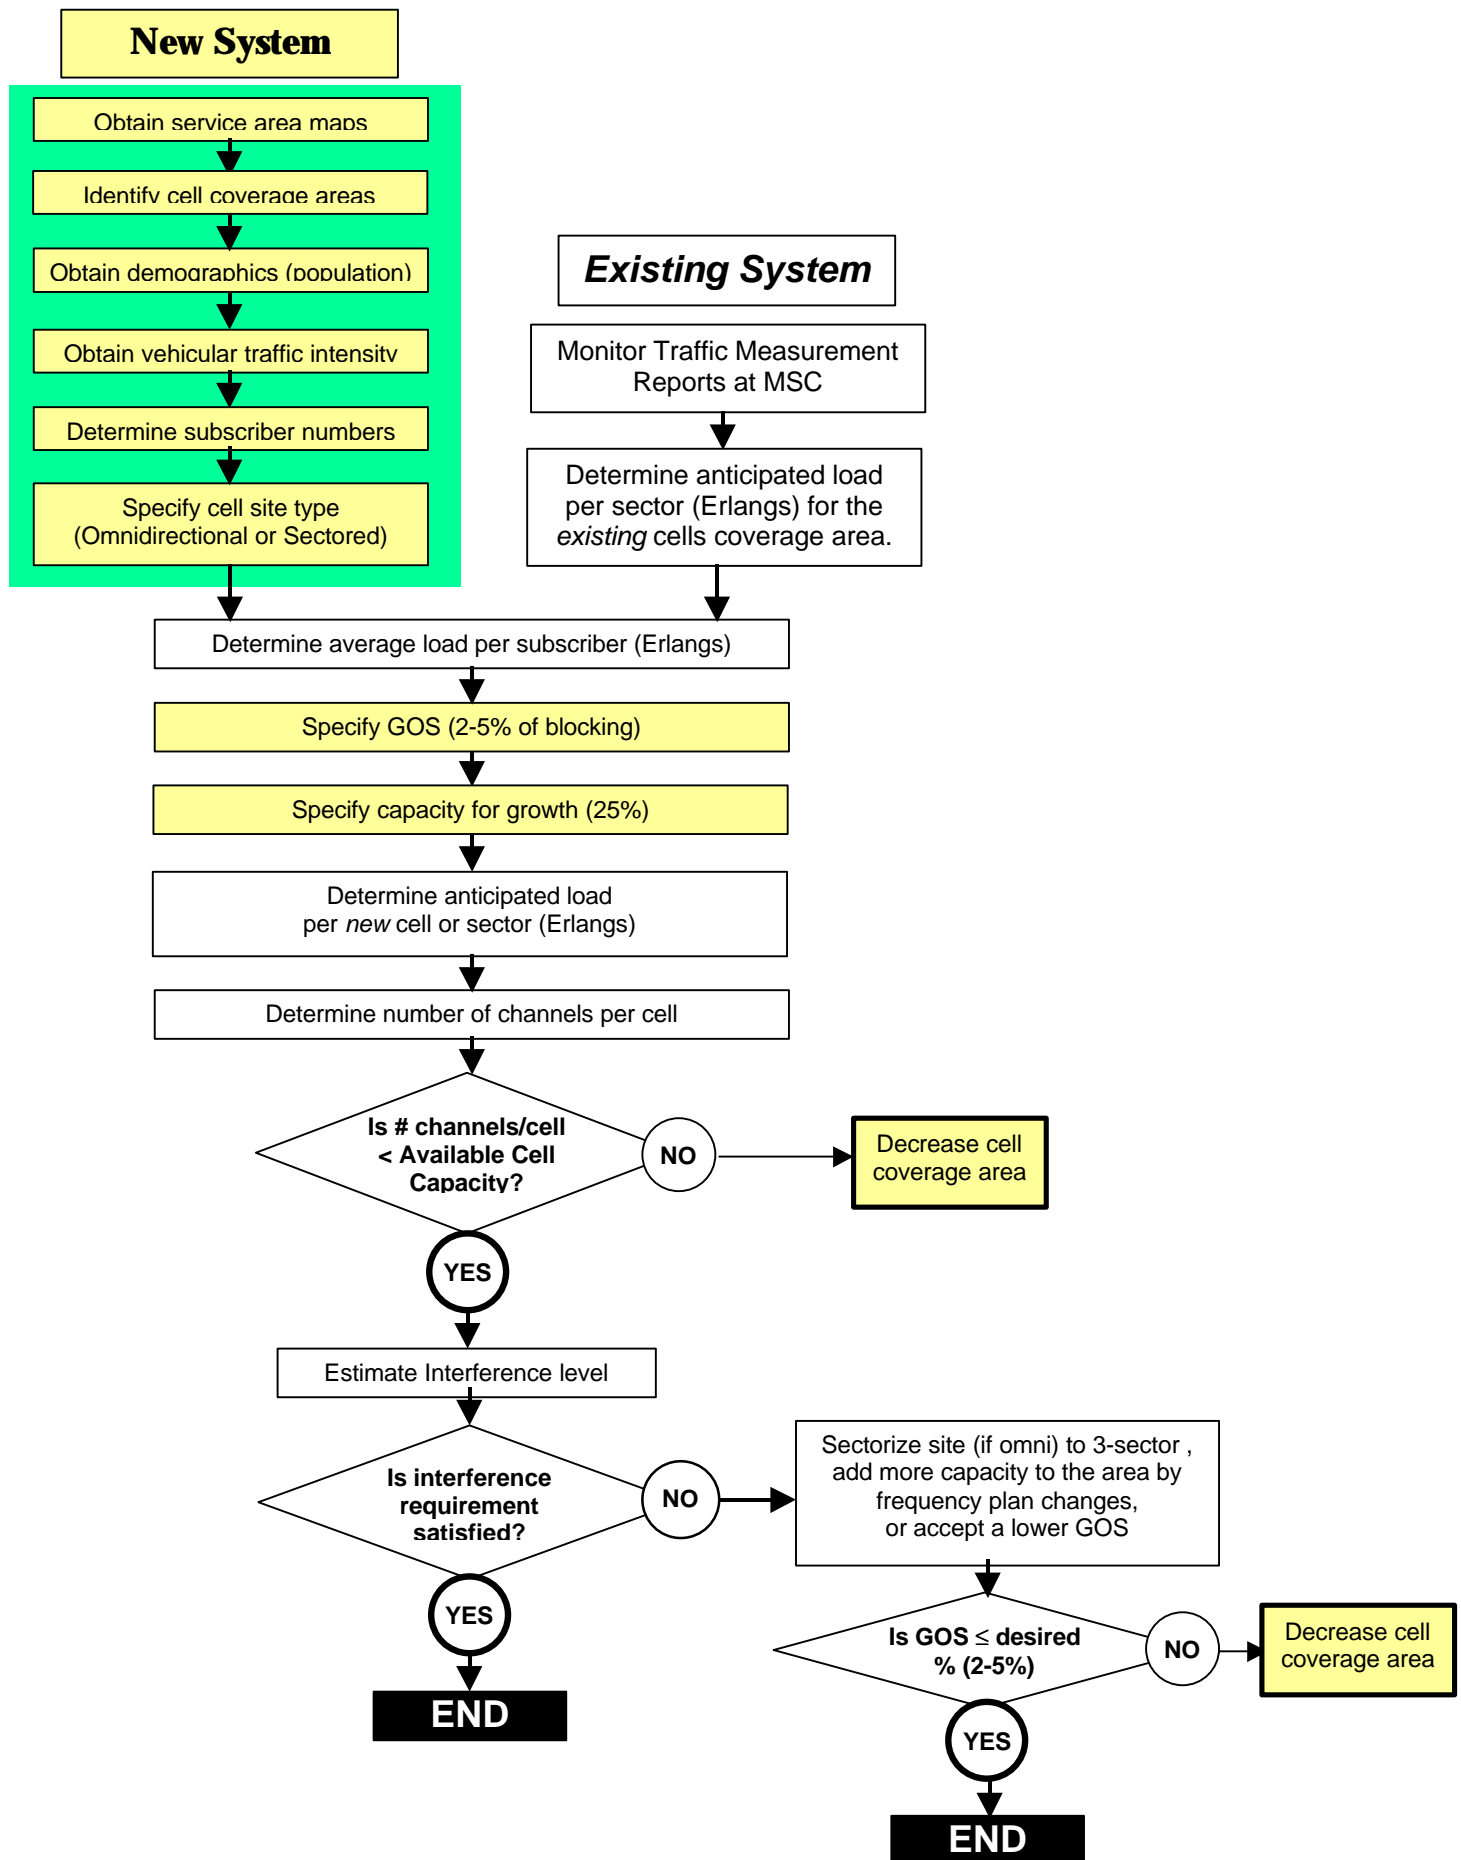 New System
Obtain service area maps
Identify cell coverage areas
Obtain demographics (population)
Obtain vehicular traffic intensity
Determine subscriber numbers
Specify cell site type
(Omnidirectional or Sectored)
Existing System
Monitor Traffic Measurement
Reports at MSC
Determine anticipated load
per sector (Erlangs) for the
existing cells coverage area.
Determine average load per subscriber (Erlangs)
Specify GOS (2-5% of blocking)
Specify capacity for growth (25%)
Determine anticipated load
per new cell or sector (Erlangs)
Determine number of channels per cell
Is # channels/cell
< Available Cell
Capacity?
NO
Decrease cell
coverage area
YES
Estimate Interference level
Is interference
requirement
satisfied?
NO
Sectorize site (if omni) to 3-sector ,
add more capacity to the area by
frequency plan changes,
or accept a lower GOS
YES
END
Is GOS ≤ desired
% (2-5%)
NO
Decrease cell
coverage area
YES
END